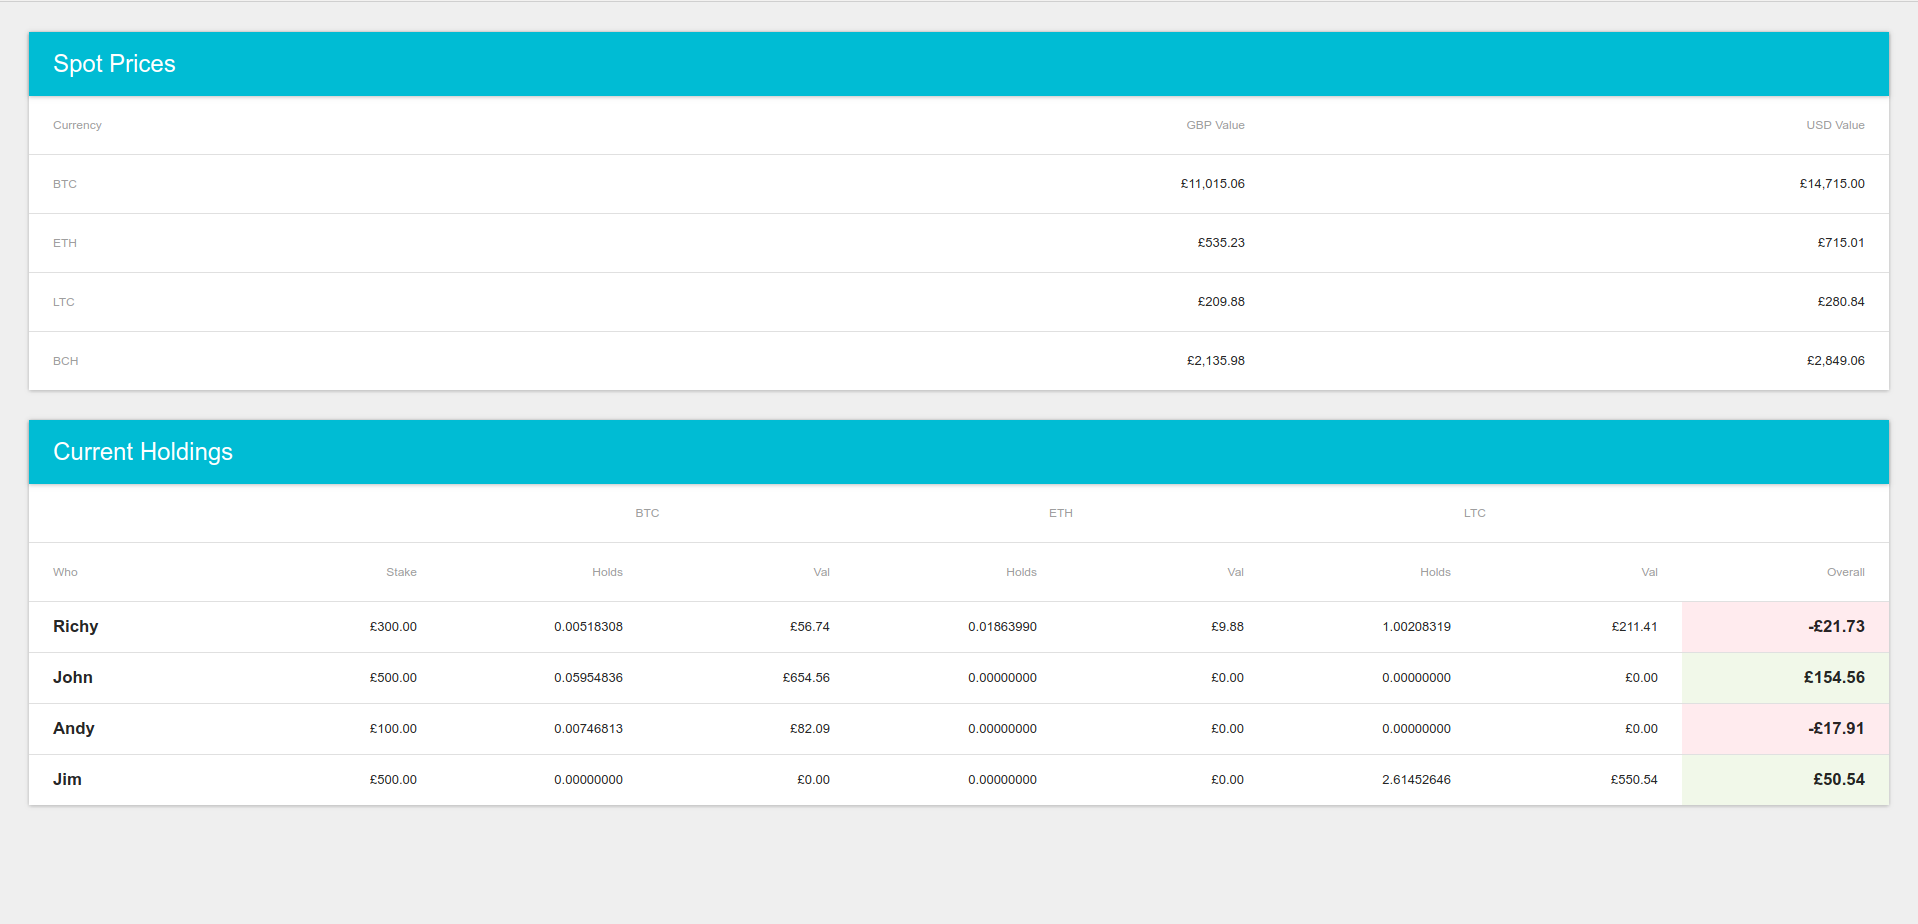 Spot Prices
Currency GBP Value USD Value
BTC £11,015.06 £14,715.00
ETH £535.23 £715.01
LTC £209.88 £280.84
BCH £2,135.98 £2,849.06
Current Holdings
BTC ETH LTC
Who Stake Holds Val Holds Val Holds Val Overall
Richy £300.00 0.00518308 £56.74 0.01863990 £9.88 1.00208319 £211.41 -£21.73
John £500.00 0.05954836 £654.56 0.00000000 £0.00 0.00000000 £0.00 £154.56
Andy £100.00 0.00746813 £82.09 0.00000000 £0.00 0.00000000 £0.00 -£17.91
Jim £500.00 0.00000000 £0.00 0.00000000 £0.00 2.61452646 £550.54 £50.54